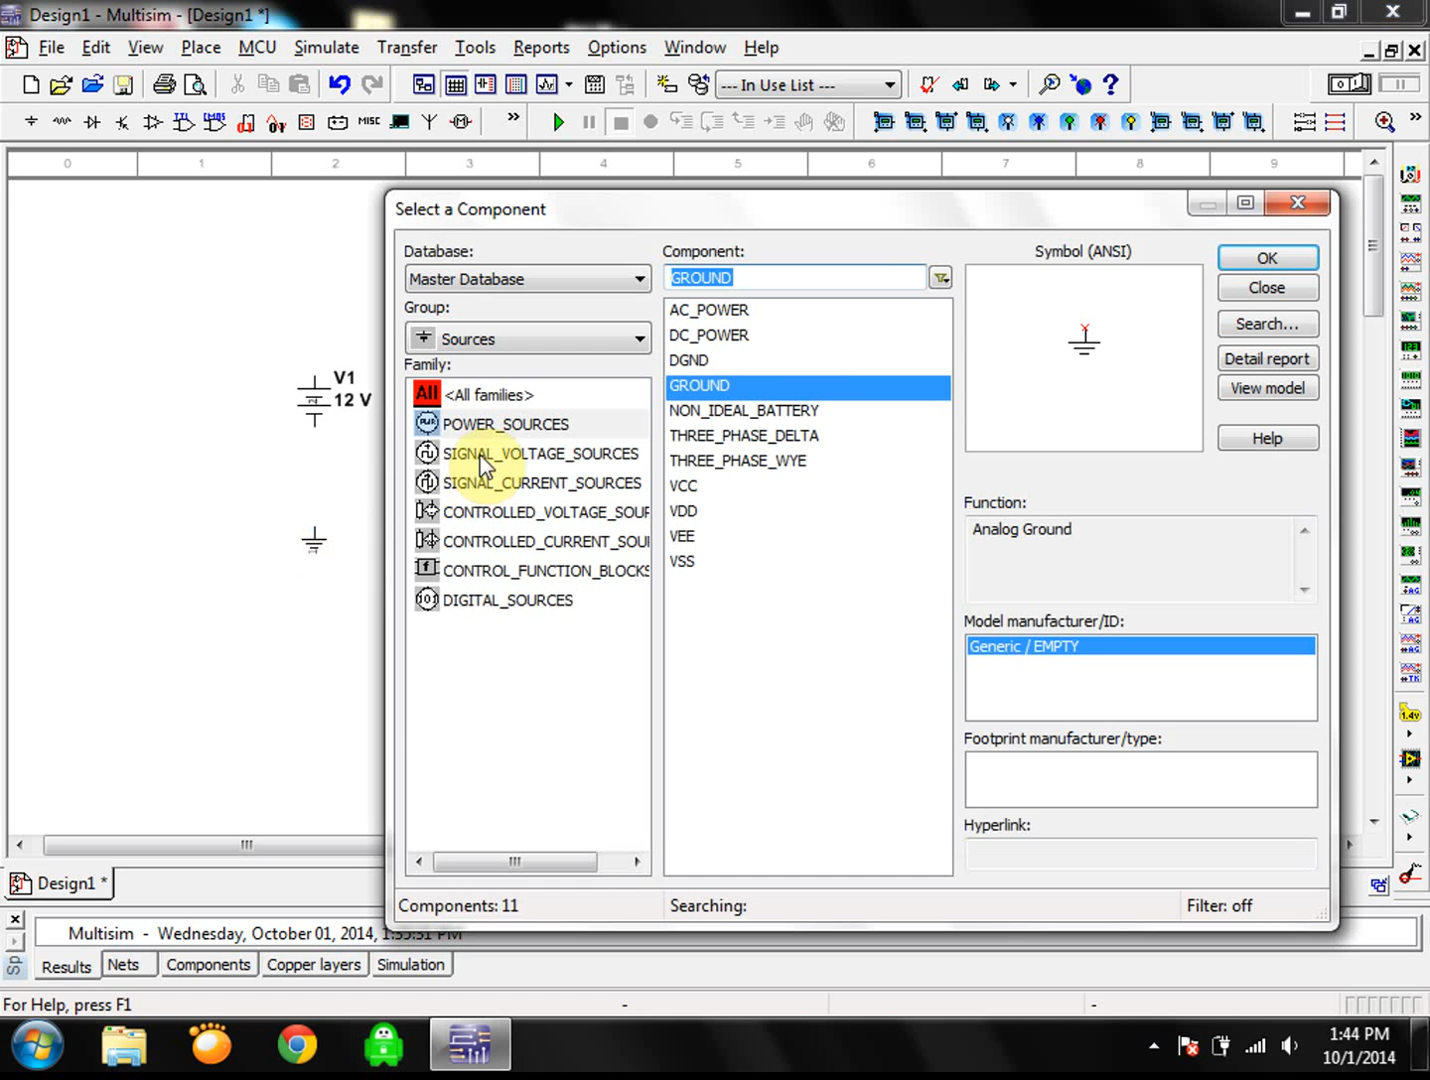 Design1 - Multisim - [Design1 *]
File Edit View Place MCU Simulate Transfer Tools Reports Options Window Help
--- In Use List ---
MISC
0 1 2 3 4 5 6 7 8 9
Select a Component
Database:
Master Database
Group:
Sources
Family:
All <All families>
POWER_SOURCES
SIGNAL_VOLTAGE_SOURCES
SIGNAL_CURRENT_SOURCES
CONTROLLED_VOLTAGE_SOUR
CONTROLLED_CURRENT_SOU
CONTROL_FUNCTION_BLOCKS
DIGITAL_SOURCES
Component:
GROUND
AC_POWER
DC_POWER
DGND
GROUND
NON_IDEAL_BATTERY
THREE_PHASE_DELTA
THREE_PHASE_WYE
VCC
VDD
VEE
VSS
Symbol (ANSI)
OK
Close
Search...
Detail report
View model
Help
Function:
Analog Ground
Model manufacturer/ID:
Generic / EMPTY
Footprint manufacturer/type:
Hyperlink:
Components: 11
Searching:
Filter: off
V1
12 V
Design1 *
Multisim - Wednesday, October 01, 2014,
Results Nets Components Copper layers Simulation
For Help, press F1
- -
1:44 PM
10/1/2014